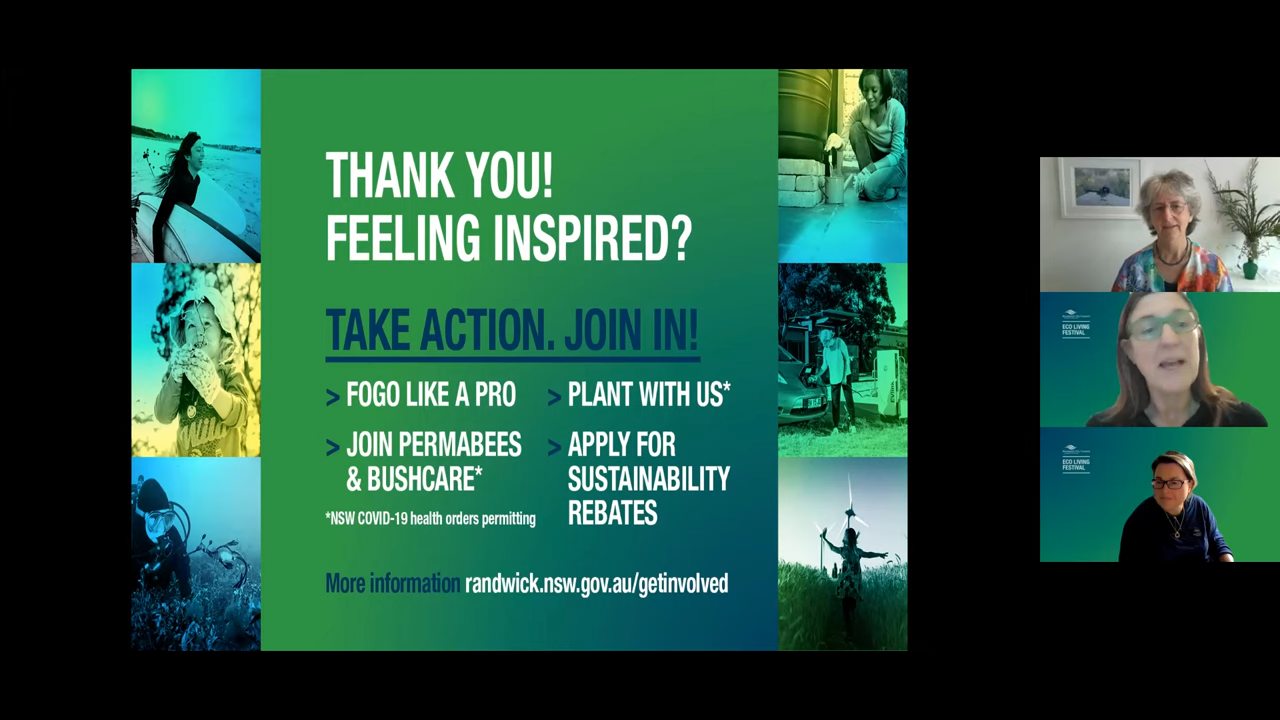 THANK YOU!
FEELING INSPIRED?
TAKE ACTION. JOIN IN!
> FOGO LIKE A PRO
> JOIN PERMABEES
& BUSHCARE*
*NSW COVID-19 health orders permitting
> PLANT WITH US*
> APPLY FOR
SUSTAINABILITY
REBATES
More information randwick.nsw.gov.au/getinvolved
ECO LIVING
FESTIVAL
ECO LIVING
FESTIVAL